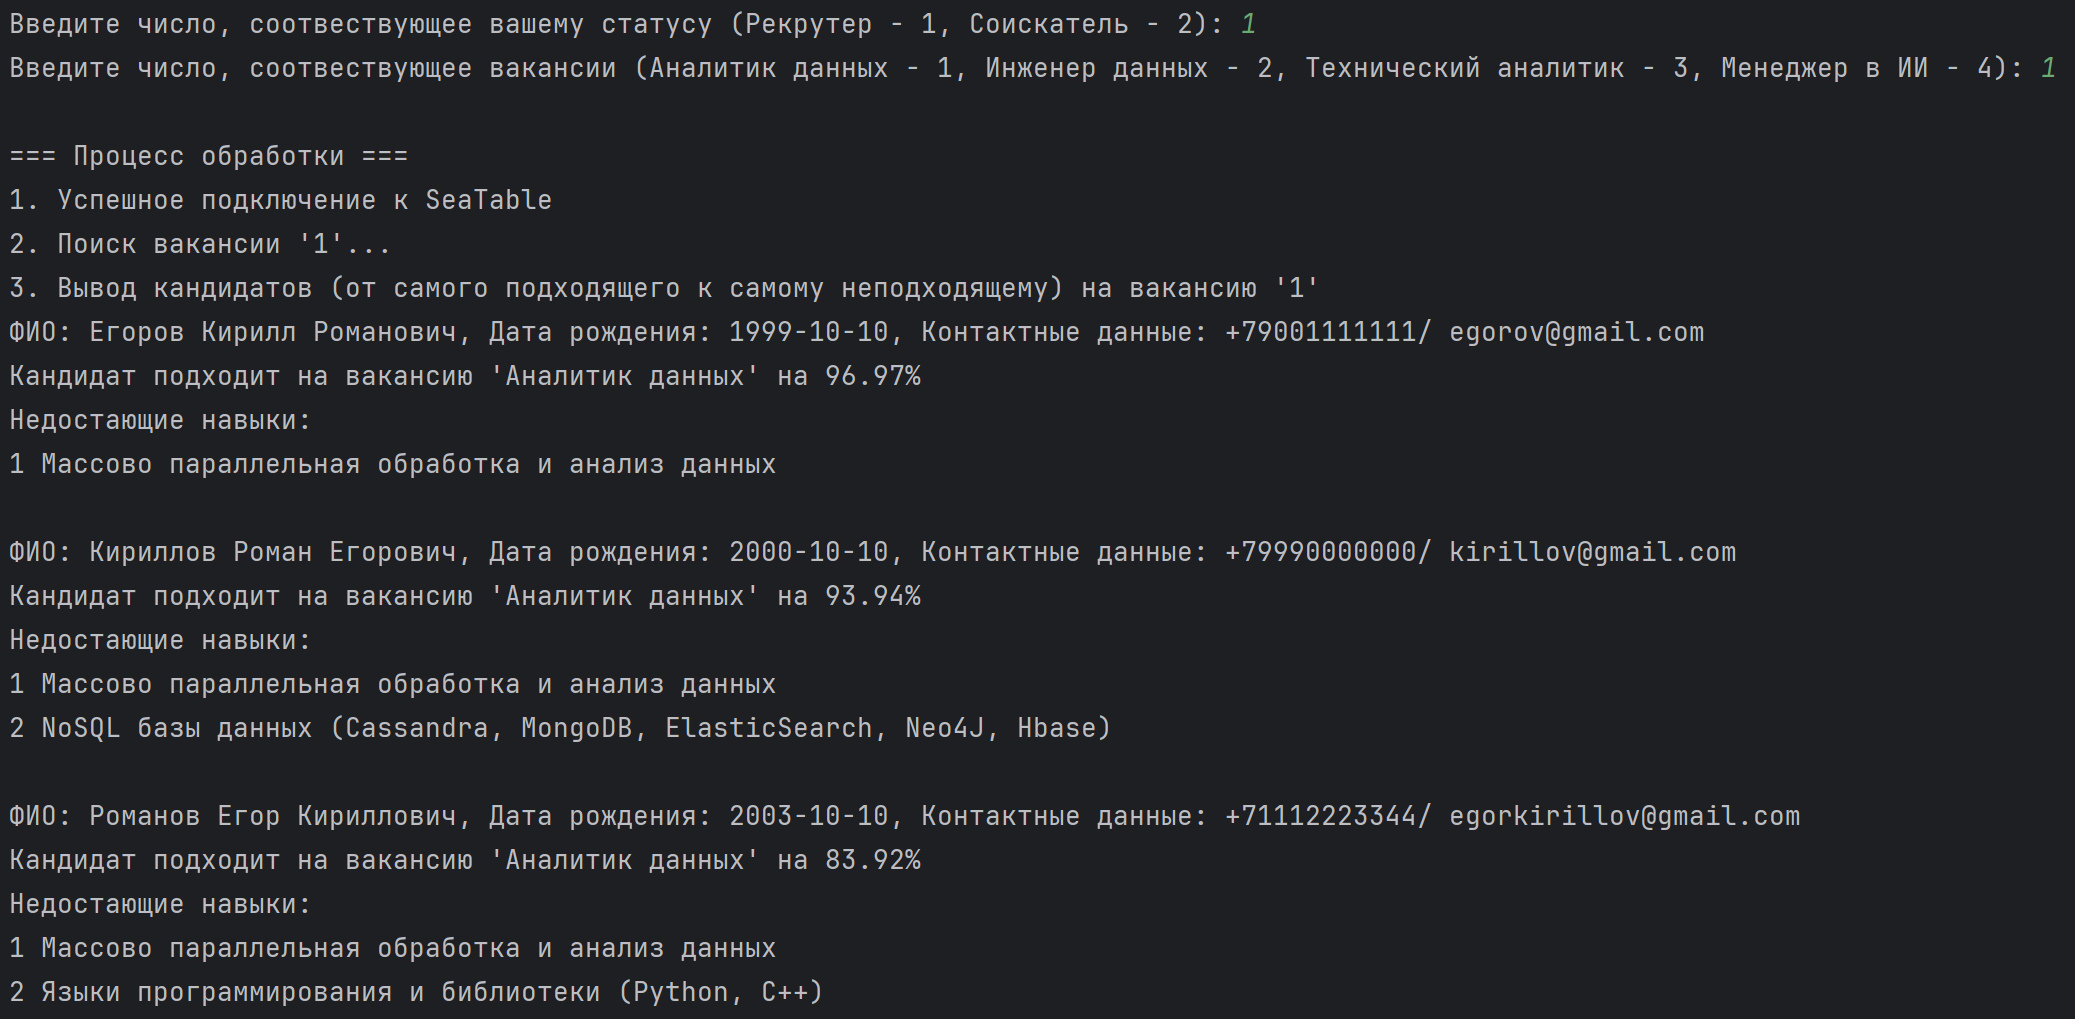 Введите число, соотвествующее вашему статусу (Рекрутер - 1, Соискатель - 2): 1
Введите число, соотвествующее вакансии (Аналитик данных - 1, Инженер данных - 2, Технический аналитик - 3, Менеджер в ИИ - 4): 1
=== Процесс обработки ===
1. Успешное подключение к SeaTable
2. Поиск вакансии '1'...
3. Вывод кандидатов (от самого подходящего к самому неподходящему) на вакансию '1'
ФИО: Егоров Кирилл Романович, Дата рождения: 1999-10-10, Контактные данные: +79001111111/ egorov@gmail.com
Кандидат подходит на вакансию 'Аналитик данных' на 96.97%
Недостающие навыки:
1 Массово параллельная обработка и анализ данных
ФИО: Кириллов Роман Егорович, Дата рождения: 2000-10-10, Контактные данные: +79990000000/ kirillov@gmail.com
Кандидат подходит на вакансию 'Аналитик данных' на 93.94%
Недостающие навыки:
1 Массово параллельная обработка и анализ данных
2 NoSQL базы данных (Cassandra, MongoDB, ElasticSearch, Neo4J, Hbase)
ФИО: Романов Егор Кириллович, Дата рождения: 2003-10-10, Контактные данные: +71112223344/ egorkirillov@gmail.com
Кандидат подходит на вакансию 'Аналитик данных' на 83.92%
Недостающие навыки:
1 Массово параллельная обработка и анализ данных
2 Языки программирования и библиотеки (Python, C++)